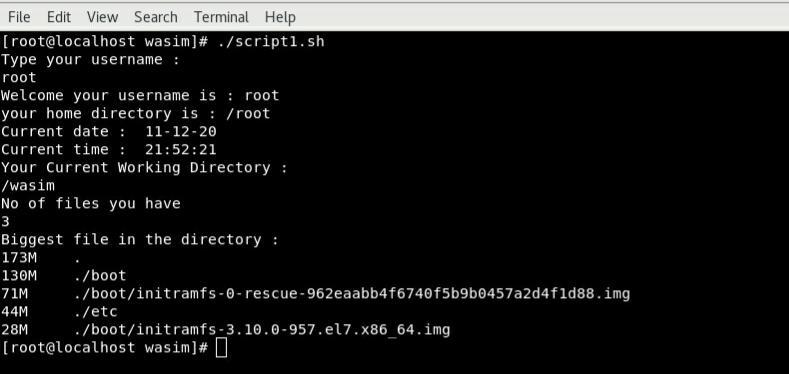 File Edit View Search Terminal Help
[root@localhost wasim]# ./script1.sh
Type your username :
root
Welcome your username is : root
your home directory is : /root
Current date :  11-12-20
Current time :  21:52:21
Your Current Working Directory :
/wasim
No of files you have
3
Biggest file in the directory :
173M    .
130M    ./boot
71M     ./boot/initramfs-0-rescue-962eaabb4f6740f5b9b0457a2d4f1d88.img
44M     ./etc
28M     ./boot/initramfs-3.10.0-957.el7.x86_64.img
[root@localhost wasim]#